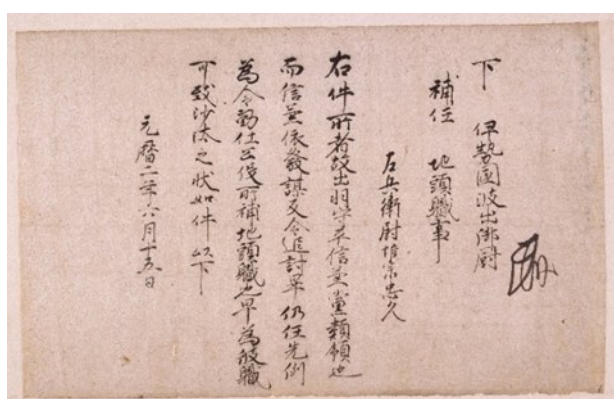 下 伊勢國波出御厨
補任 地頭職事
左兵衛尉惟宗忠久
右件所者故出羽守平信兼黨類領也
而信兼依發謀反令追討畢仍任先例
為令勤仕公役所補地頭職也早為彼職
可致沙汰之状如件以下
元暦二年六月十五日